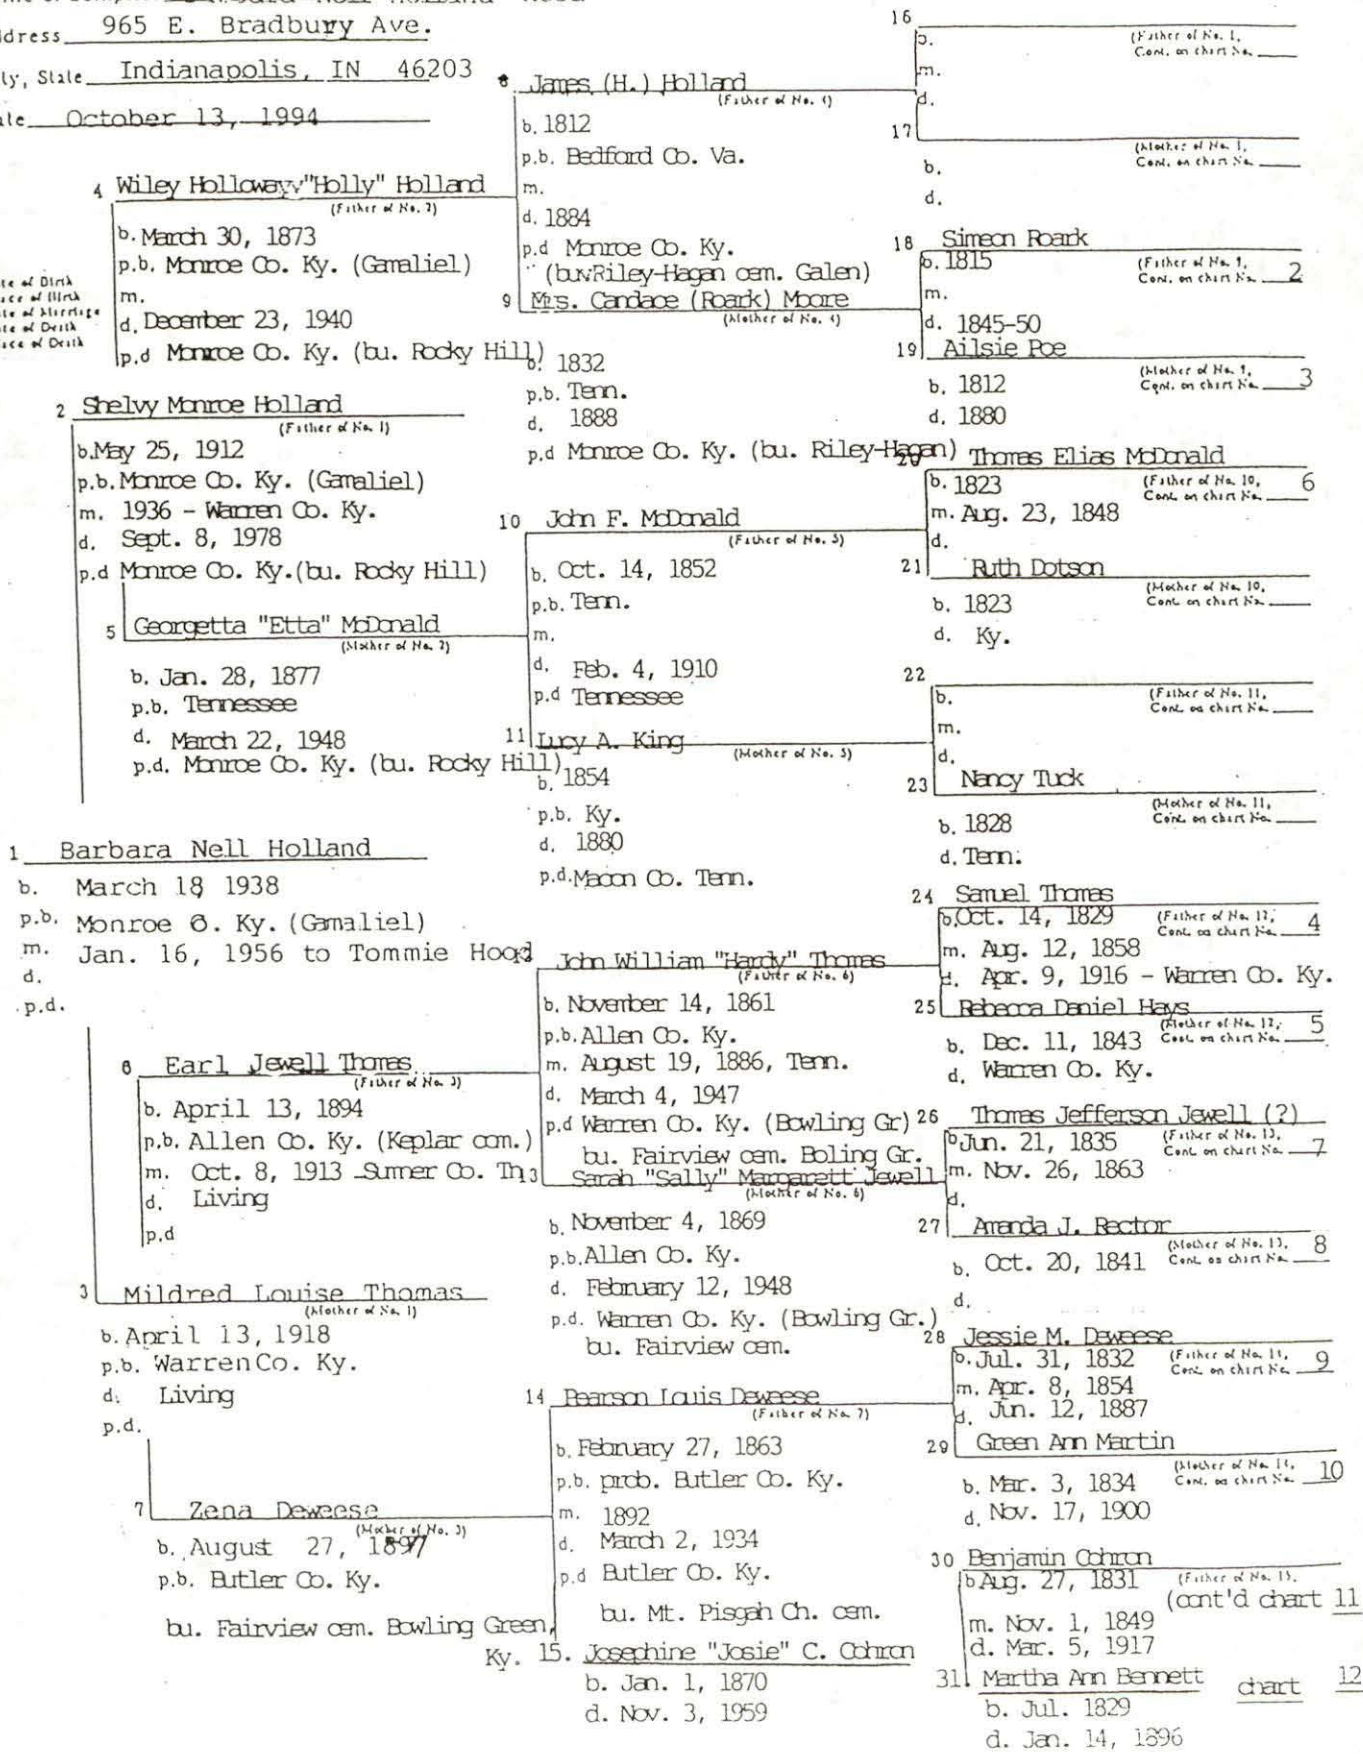 965 E. Bradbury Ave.
Indianapolis, IN 46203
October 13, 1994
4 Wiley Holloway "Holly" Holland
(Father of No. 2)
b. March 30, 1873
p.b. Monroe Co. Ky. (Gamaliel)
m.
d. December 23, 1940
p.d Monroe Co. Ky. (bu. Rocky Hill)
2 Shelvy Monroe Holland
(Father of No. 1)
b. May 25, 1912
p.b. Monroe Co. Ky. (Gamaliel)
m. 1936 - Warren Co. Ky.
d. Sept. 8, 1978
p.d Monroe Co. Ky. (bu. Rocky Hill)
5 Georgetta "Etta" McDonald
(Mother of No. 2)
b. Jan. 28, 1877
p.b. Tennessee
d. March 22, 1948
p.d. Monroe Co. Ky. (bu. Rocky Hill)
1 Barbara Nell Holland
b. March 18 1938
p.b. Monroe Co. Ky. (Gamaliel)
m. Jan. 16, 1956 to Tommie Hood
d.
p.d.
6 Earl Jewell Thomas
(Father of No. 3)
b. April 13, 1894
p.b. Allen Co. Ky. (Keplar com.)
m. Oct. 8, 1913 - Sumner Co. Tn
d. Living
p.d
3 Mildred Louise Thomas
(Mother of No. 1)
b. April 13, 1918
p.b. Warren Co. Ky.
d. Living
p.d.
7 Zena Deweese
(Mother of No. 3)
b. August 27, 1897
p.b. Butler Co. Ky.
bu. Fairview cem. Bowling Green,
Ky.
8 James (H.) Holland
(Father of No. 4)
b. 1812
p.b. Bedford Co. Va.
m.
d. 1884
p.d Monroe Co. Ky.
(bu. Riley-Hagan cem. Galen)
9 Mrs. Candace (Roark) Moore
(Mother of No. 4)
b. 1832
p.b. Tenn.
d. 1888
p.d Monroe Co. Ky. (bu. Riley-Hagan)
10 John F. McDonald
(Father of No. 5)
b. Oct. 14, 1852
p.b. Tenn.
m.
d. Feb. 4, 1910
p.d Tennessee
11 Lucy A. King
(Mother of No. 5)
b. 1854
p.b. Ky.
d. 1880
p.d. Macon Co. Tenn.
John William "Hardy" Thomas
(Father of No. 6)
b. November 14, 1861
p.b. Allen Co. Ky.
m. August 19, 1886, Tenn.
d. March 4, 1947
p.d Warren Co. Ky. (Bowling Gr)
bu. Fairview cem. Boling Gr.
3 Sarah "Sally" Margarett Jewell
(Mother of No. 6)
b. November 4, 1869
p.b. Allen Co. Ky.
d. February 12, 1948
p.d. Warren Co. Ky. (Bowling Gr.)
bu. Fairview cem.
14 Pearson Louis Deweese
(Father of No. 7)
b. February 27, 1863
p.b. prob. Butler Co. Ky.
m. 1892
d. March 2, 1934
p.d Butler Co. Ky.
bu. Mt. Pisgah Ch. cem.
15. Josephine "Josie" C. Cohron
b. Jan. 1, 1870
d. Nov. 3, 1959
16
b. (Father of No. 8,
m. Cont. on chart No.
d.
17
(Mother of No. 8,
b. Cont. on chart No.
d.
18 Simeon Roark
b. 1815 (Father of No. 9,
m. Cont. on chart No. 2
d. 1845-50
19 Ailsie Poe
(Mother of No. 9,
b. 1812 Cont. on chart No. 3
d. 1880
20 Thomas Elias McDonald
b. 1823 (Father of No. 10,
Cont. on chart No. 6
m. Aug. 23, 1848
d.
21 Ruth Dotson
(Mother of No. 10,
b. 1823 Cont. on chart No.
d. Ky.
22
b. (Father of No. 11,
m. Cont. on chart No.
d.
23 Nancy Tuck
(Mother of No. 11,
b. 1828 Cont. on chart No.
d. Tenn.
24 Samuel Thomas
b. Oct. 14, 1829 (Father of No. 12,
Cont. on chart No. 4
m. Aug. 12, 1858
d. Apr. 9, 1916 - Warren Co. Ky.
25 Rebecca Daniel Hays
(Mother of No. 12,
b. Dec. 11, 1843 Cont. on chart No. 5
d. Warren Co. Ky.
26 Thomas Jefferson Jewell (?)
b. Jun. 21, 1835 (Father of No. 13,
Cont. on chart No. 7
m. Nov. 26, 1863
d.
27 Amanda J. Rector
(Mother of No. 13,
b. Oct. 20, 1841 Cont. on chart No. 8
d.
28 Jessie M. Deweese
b. Jul. 31, 1832 (Father of No. 14,
Cont. on chart No. 9
m. Apr. 8, 1854
d. Jun. 12, 1887
29 Green Ann Martin
(Mother of No. 14,
b. Mar. 3, 1834 Cont. on chart No. 10
d. Nov. 17, 1900
30 Benjamin Cohron
b Aug. 27, 1831 (Father of No. 15,
(cont'd chart 11
m. Nov. 1, 1849
d. Mar. 5, 1917
31. Martha Ann Bennett chart 12
b. Jul. 1829
d. Jan. 14, 1896